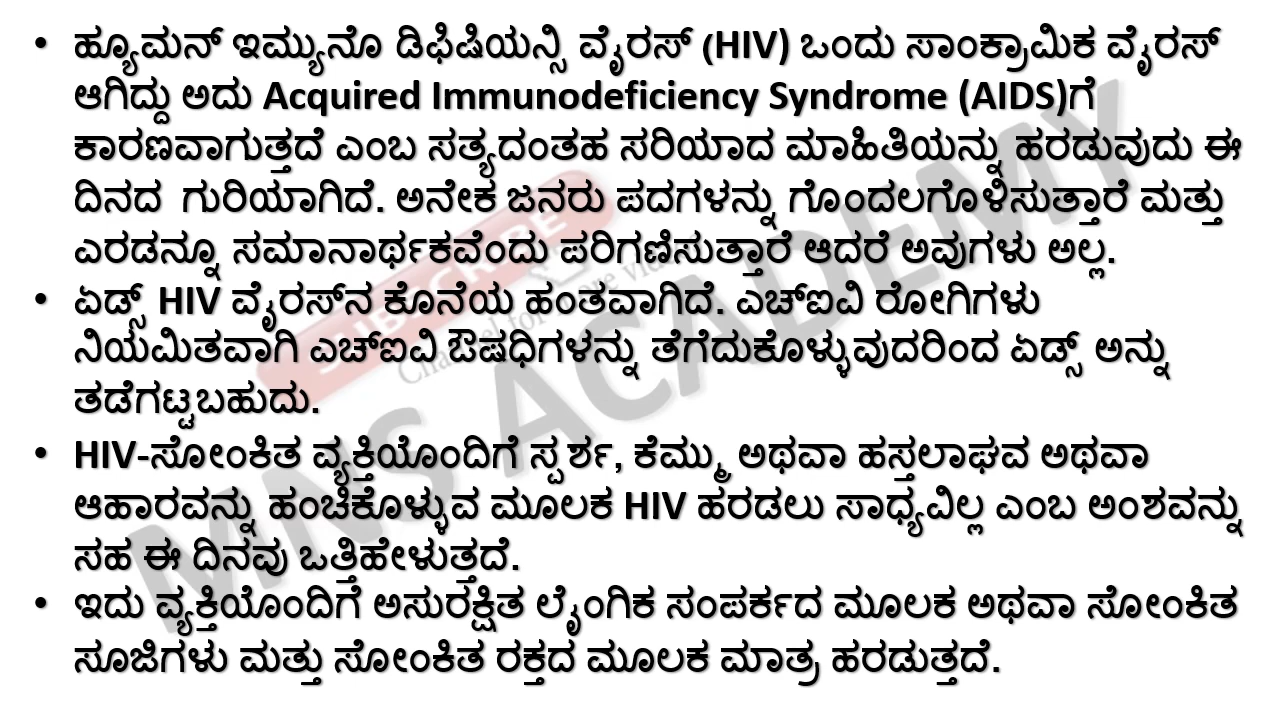 • ಹ್ಯೂಮನ್ ಇಮ್ಯುನೊ ಡಿಫಿಷಿಯನ್ಸಿ ವೈರಸ್ (HIV) ಒಂದು ಸಾಂಕ್ರಾಮಿಕ ವೈರಸ್
ಆಗಿದ್ದು ಅದು Acquired Immunodeficiency Syndrome (AIDS)ಗೆ
ಕಾರಣವಾಗುತ್ತದೆ ಎಂಬ ಸತ್ಯದಂತಹ ಸರಿಯಾದ ಮಾಹಿತಿಯನ್ನು ಹರಡುವುದು ಈ
ದಿನದ ಗುರಿಯಾಗಿದೆ. ಅನೇಕ ಜನರು ಪದಗಳನ್ನು ಗೊಂದಲಗೊಳಿಸುತ್ತಾರೆ ಮತ್ತು
ಎರಡನ್ನೂ ಸಮಾನಾರ್ಥಕವೆಂದು ಪರಿಗಣಿಸುತ್ತಾರೆ ಆದರೆ ಅವುಗಳು ಅಲ್ಲ.
• ಏಡ್ಸ್ HIV ವೈರಸ್‌ನ ಕೊನೆಯ ಹಂತವಾಗಿದೆ. ಎಚ್‌ಐವಿ ರೋಗಿಗಳು
ನಿಯಮಿತವಾಗಿ ಎಚ್‌ಐವಿ ಔಷಧಿಗಳನ್ನು ತೆಗೆದುಕೊಳ್ಳುವುದರಿಂದ ಏಡ್ಸ್ ಅನ್ನು
ತಡೆಗಟ್ಟಬಹುದು.
• HIV-ಸೋಂಕಿತ ವ್ಯಕ್ತಿಯೊಂದಿಗೆ ಸ್ಪರ್ಶ, ಕೆಮ್ಮು ಅಥವಾ ಹಸ್ತಲಾಘವ ಅಥವಾ
ಆಹಾರವನ್ನು ಹಂಚಿಕೊಳ್ಳುವ ಮೂಲಕ HIV ಹರಡಲು ಸಾಧ್ಯವಿಲ್ಲ ಎಂಬ ಅಂಶವನ್ನು
ಸಹ ಈ ದಿನವು ಒತ್ತಿಹೇಳುತ್ತದೆ.
• ಇದು ವ್ಯಕ್ತಿಯೊಂದಿಗೆ ಅಸುರಕ್ಷಿತ ಲೈಂಗಿಕ ಸಂಪರ್ಕದ ಮೂಲಕ ಅಥವಾ ಸೋಂಕಿತ
ಸೂಜಿಗಳು ಮತ್ತು ಸೋಂಕಿತ ರಕ್ತದ ಮೂಲಕ ಮಾತ್ರ ಹರಡುತ್ತದೆ.
SUBSCRIBE
MNS ACADEMY